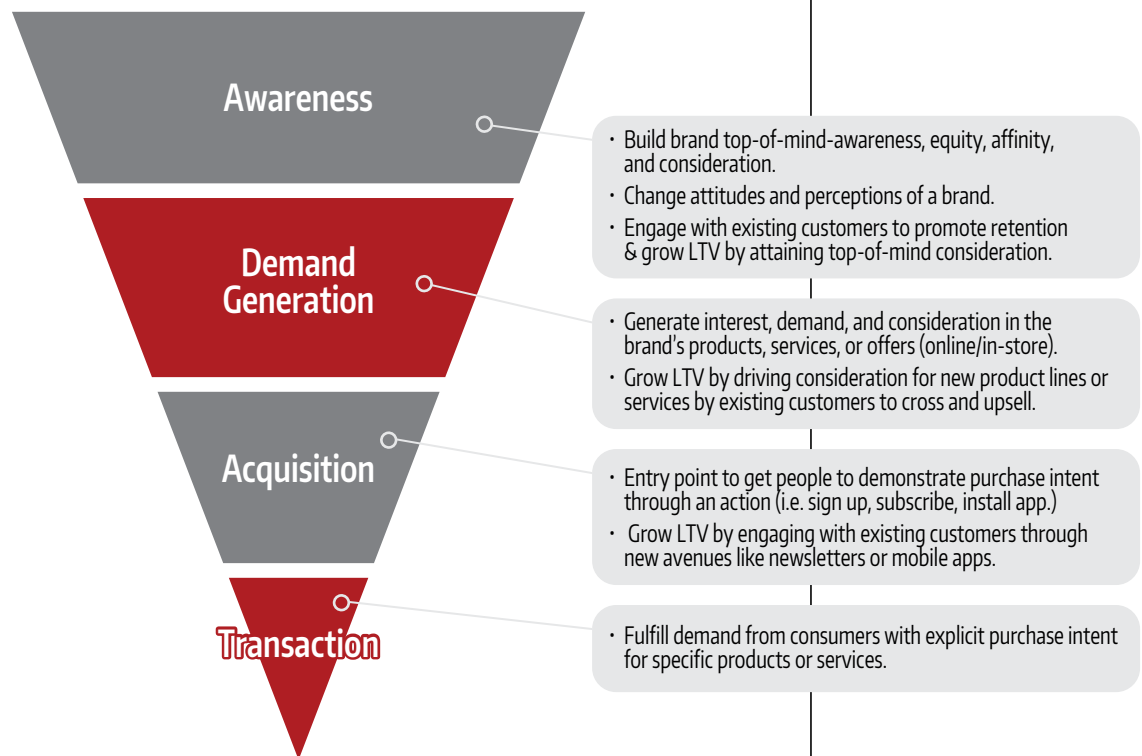 Awareness
· Build brand top-of-mind-awareness, equity, affinity,
and consideration.
· Change attitudes and perceptions of a brand.
· Engage with existing customers to promote retention
& grow LTV by attaining top-of-mind consideration.
Demand
Generation
· Generate interest, demand, and consideration in the
brand’s products, services, or offers (online/in-store).
· Grow LTV by driving consideration for new product lines or
services by existing customers to cross and upsell.
Acquisition
· Entry point to get people to demonstrate purchase intent
through an action (i.e. sign up, subscribe, install app.)
· Grow LTV by engaging with existing customers through
new avenues like newsletters or mobile apps.
Transaction
· Fulfill demand from consumers with explicit purchase intent
for specific products or services.